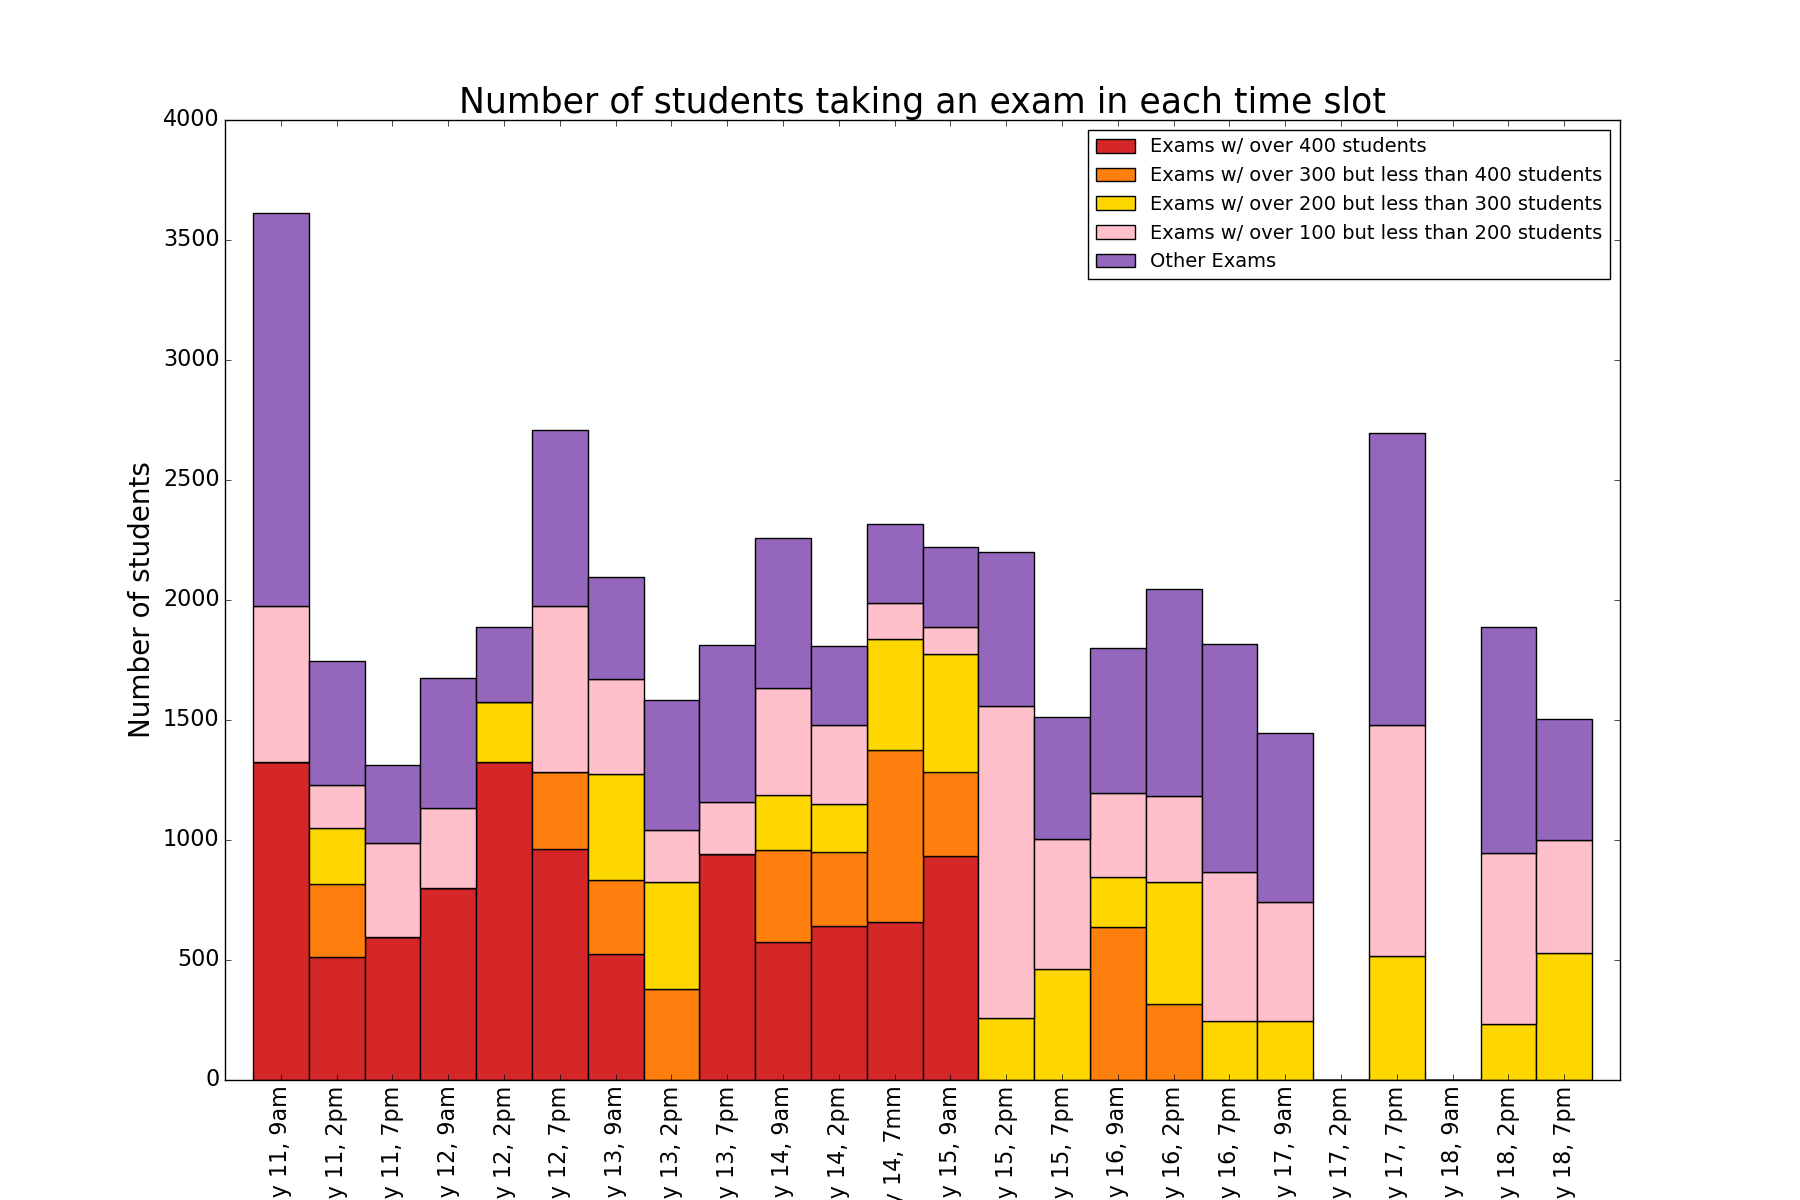 Number of students taking an exam in each time slot
Number of students
4000
3500
3000
2500
2000
1500
1000
500
0
Exams w/ over 400 students
Exams w/ over 300 but less than 400 students
Exams w/ over 200 but less than 300 students
Exams w/ over 100 but less than 200 students
Other Exams
y 11, 9am
y 11, 2pm
y 11, 7pm
y 12, 9am
y 12, 2pm
y 12, 7pm
y 13, 9am
y 13, 2pm
y 13, 7pm
y 14, 9am
y 14, 2pm
y 14, 7mm
y 15, 9am
y 15, 2pm
y 15, 7pm
y 16, 9am
y 16, 2pm
y 16, 7pm
y 17, 9am
y 17, 2pm
y 17, 7pm
y 18, 9am
y 18, 2pm
y 18, 7pm